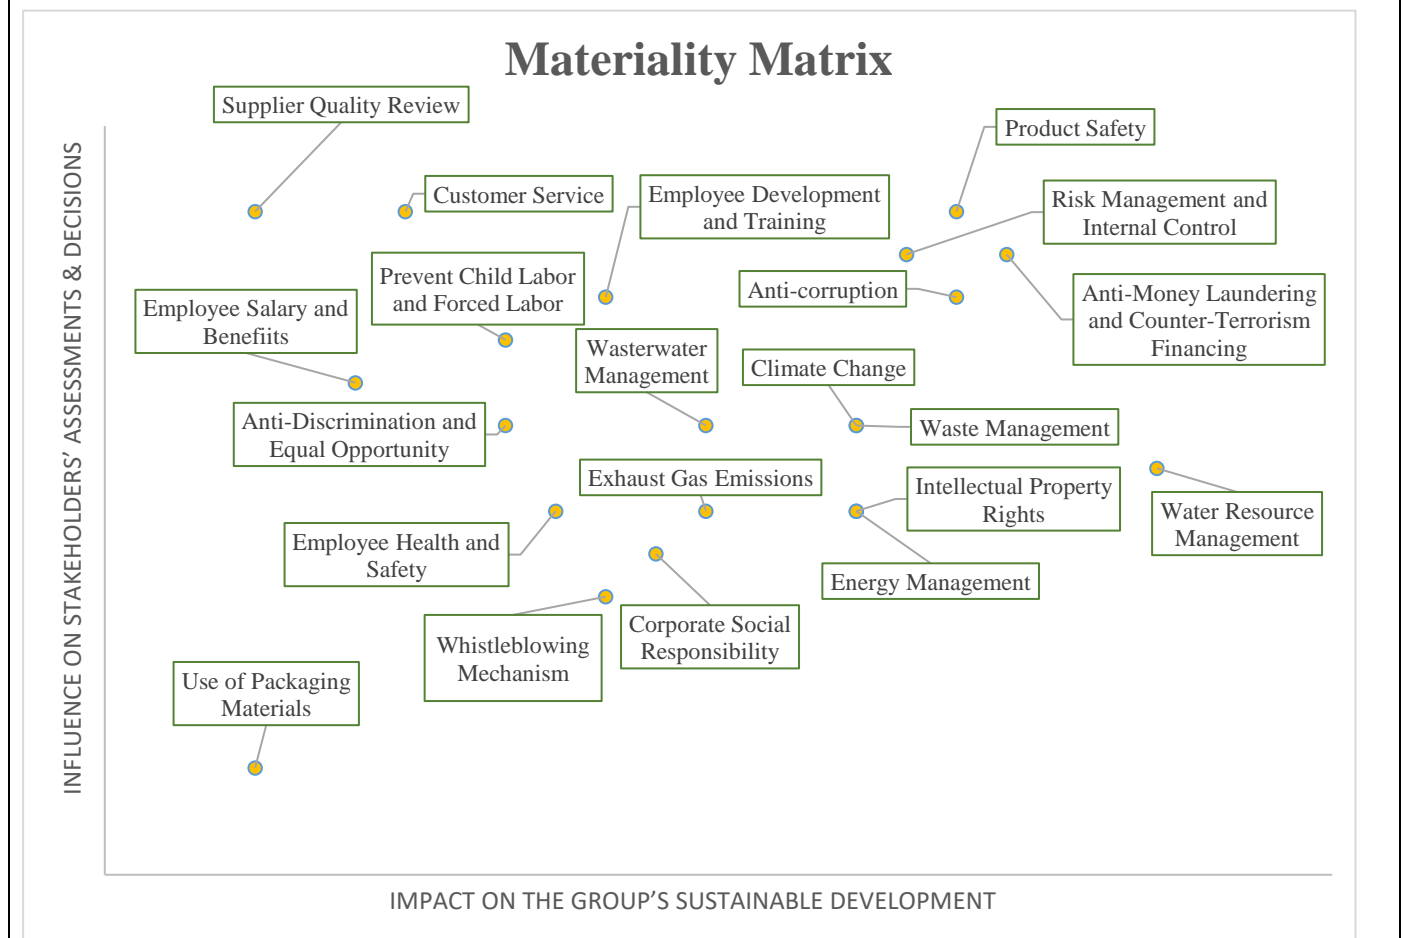 Materiality Matrix
Supplier Quality Review
Product Safety
Customer Service
Employee Development
and Training
Risk Management and
Internal Control
Prevent Child Labor
and Forced Labor
Anti-corruption
Anti-Money Laundering
and Counter-Terrorism
Financing
Employee Salary and
Benefiits
Wasterwater
Management
Climate Change
Anti-Discrimination and
Equal Opportunity
Waste Management
Exhaust Gas Emissions
Intellectual Property
Rights
Water Resource
Management
Employee Health and
Safety
Energy Management
Whistleblowing
Mechanism
Corporate Social
Responsibility
Use of Packaging
Materials
INFLUENCE ON STAKEHOLDERS’ ASSESSMENTS & DECISIONS
IMPACT ON THE GROUP’S SUSTAINABLE DEVELOPMENT